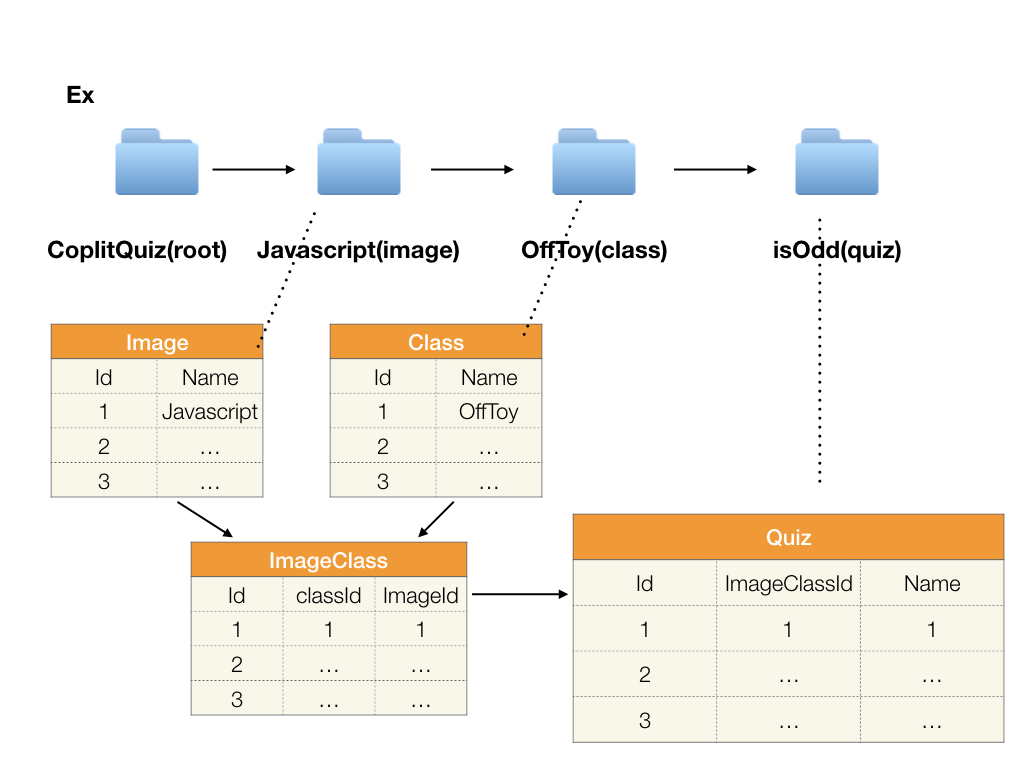 Ex
CoplitQuiz(root) Javascript(image) OffToy(class) isOdd(quiz)
Image
Id Name
1 Javascript
2 ...
3 ...
Class
Id Name
1 OffToy
2 ...
3 ...
ImageClass
Id classId ImageId
1 1 1
2 ... ...
3 ... ...
Quiz
Id ImageClassId Name
1 1 1
2 ... ...
3 ... ...